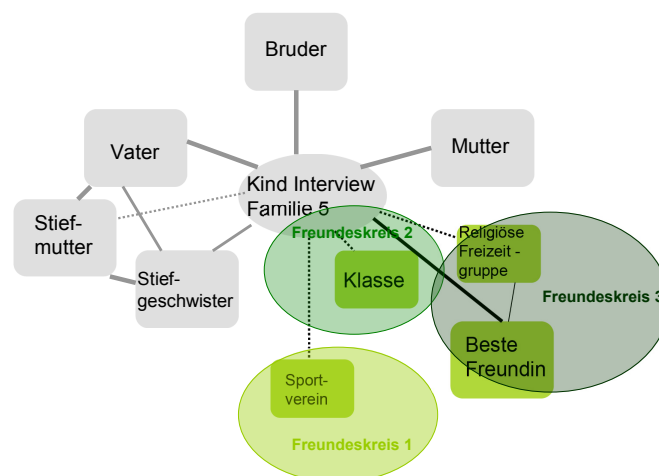 Bruder
Vater
Mutter
Kind Interview
Familie 5
Stief-
mutter
Stief-
geschwister
Freundeskreis 2
Religiöse
Freizeit -
gruppe
Klasse
Freundeskreis 3
Beste
Freundin
Sport-
verein
Freundeskreis 1